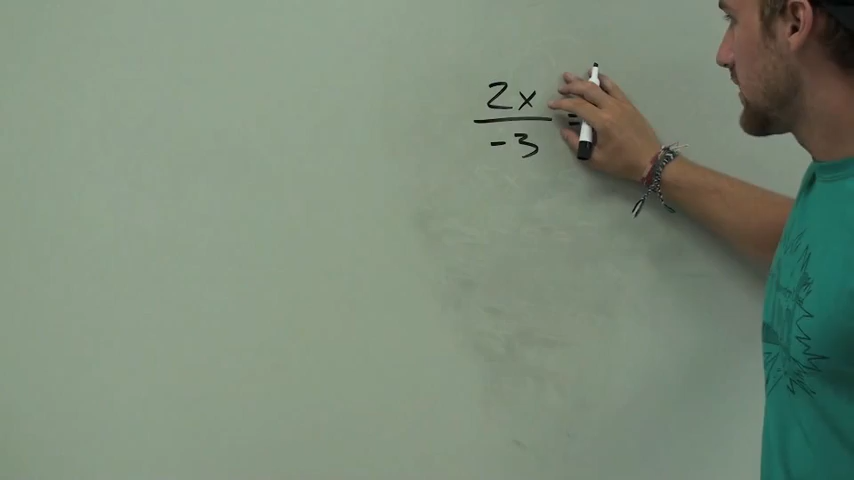 2x
-3 =